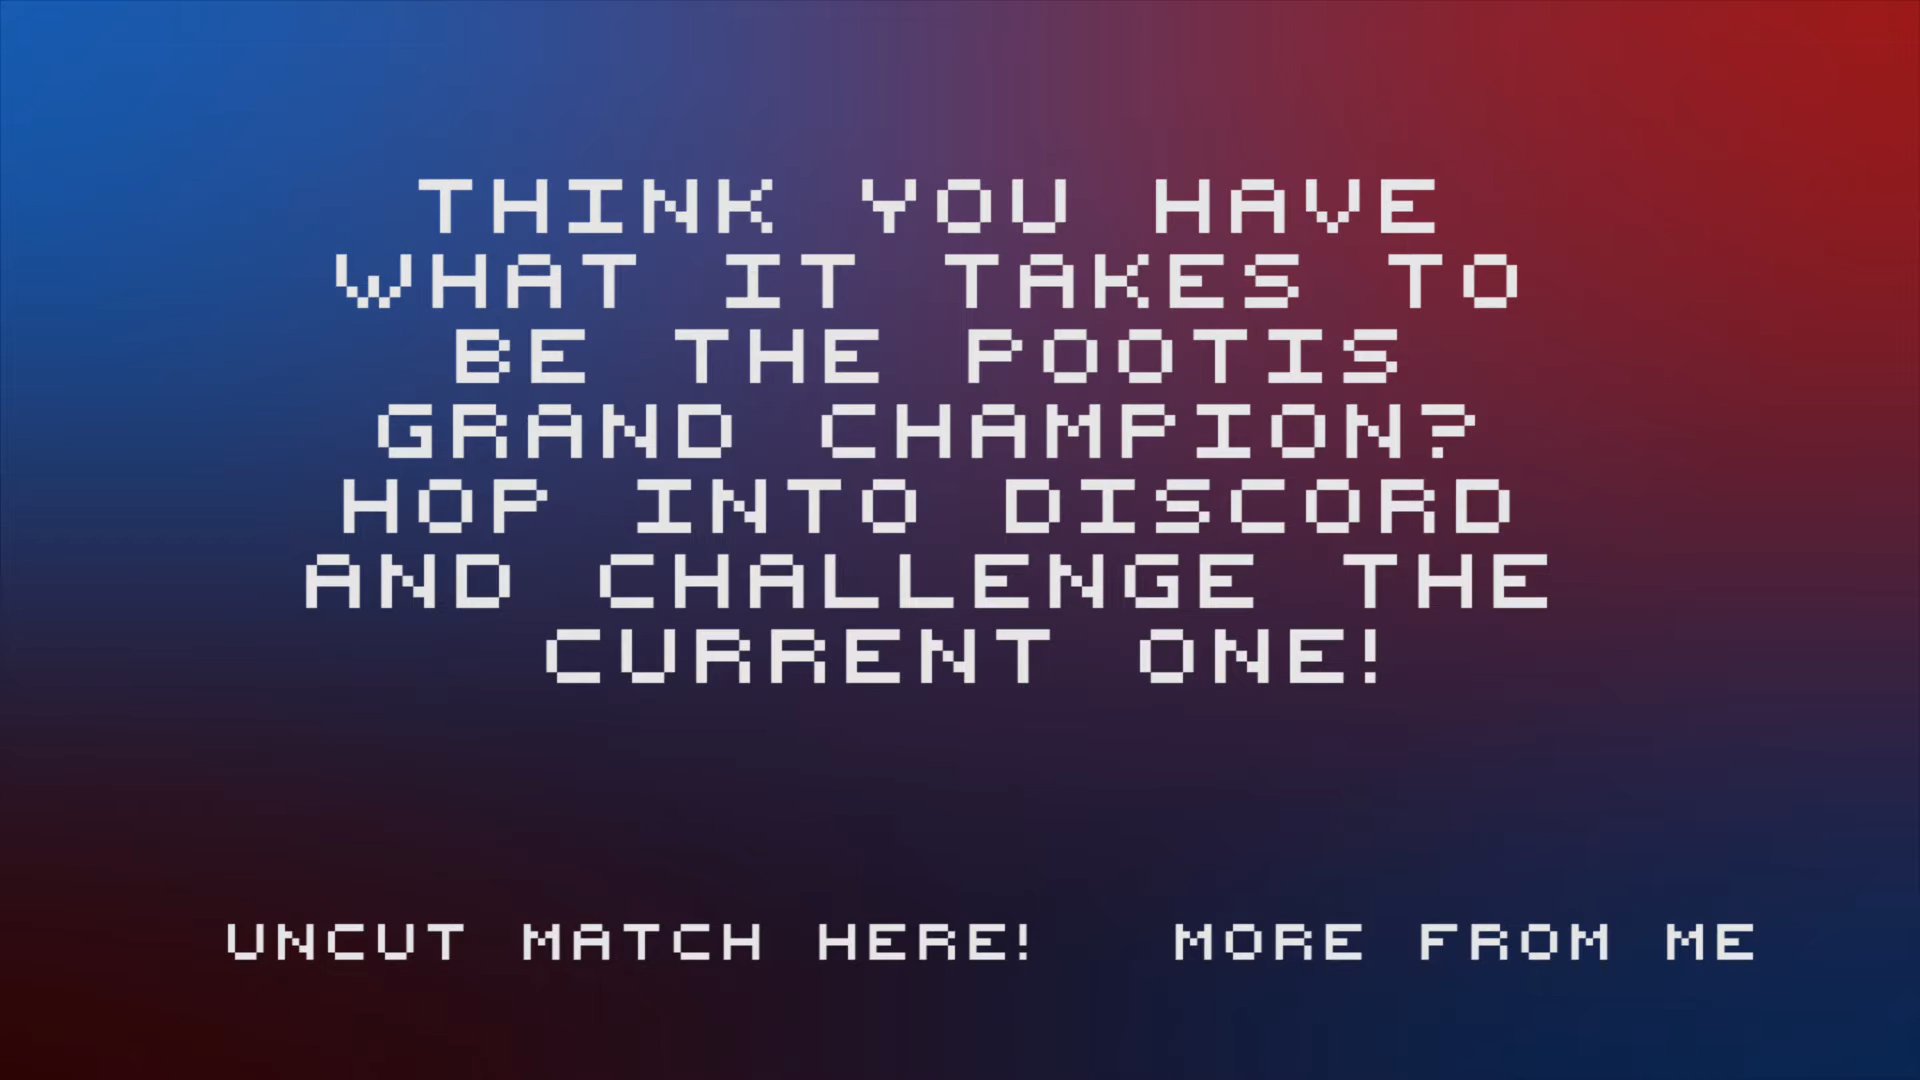 THINK YOU HAVE
WHAT IT TAKES TO
BE THE POOTIS
GRAND CHAMPION?
HOP INTO DISCORD
AND CHALLENGE THE
CURRENT ONE!
UNCUT MATCH HERE!
MORE FROM ME